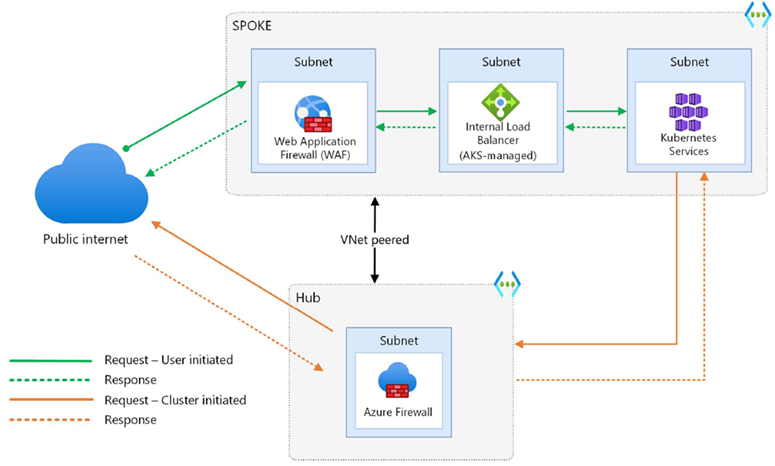 SPOKE
Subnet
Web Application
Firewall (WAF)
Subnet
Internal Load
Balancer
(AKS-managed)
Subnet
Kubernetes
Services
Public internet
VNet peered
Hub
Subnet
Azure Firewall
Request – User initiated
Response
Request – Cluster initiated
Response